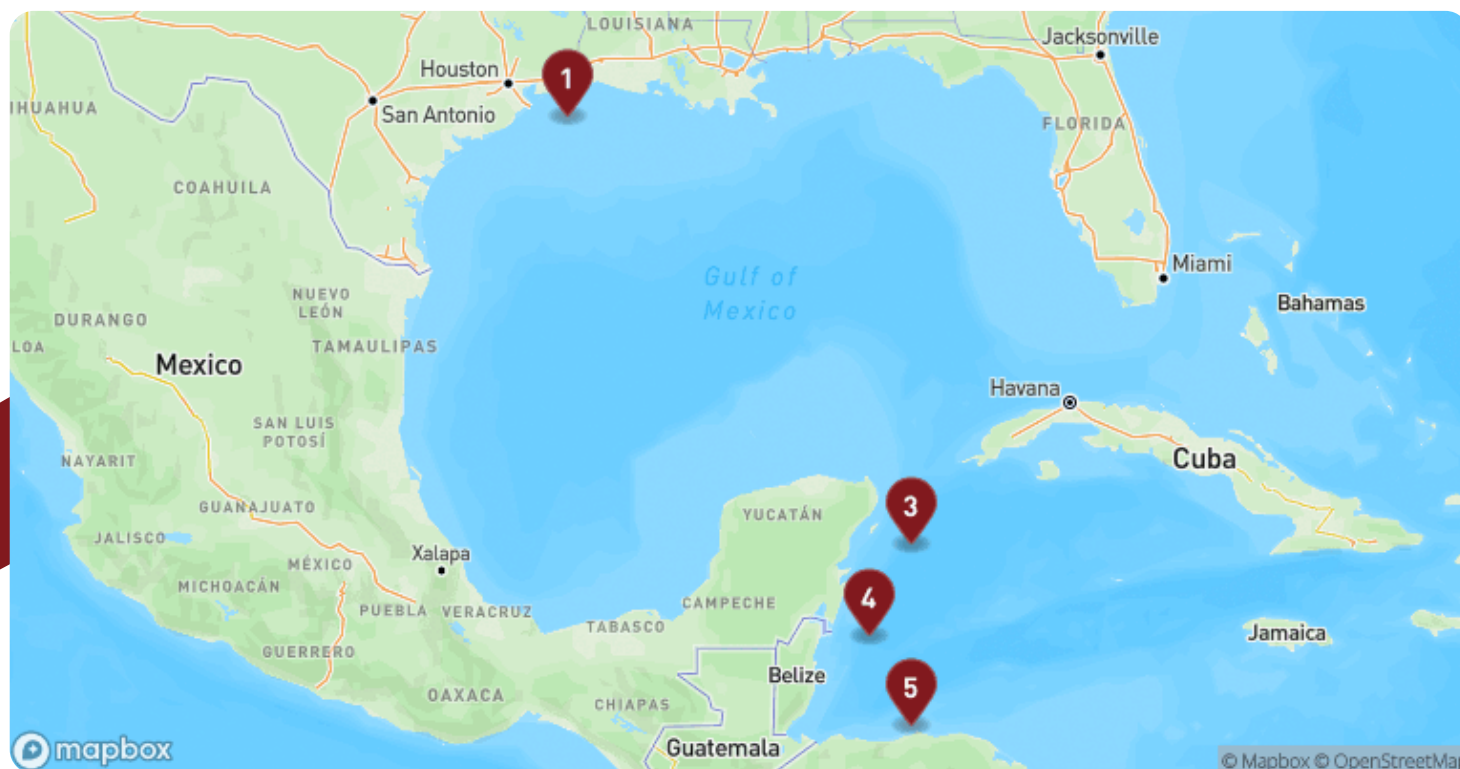 LOUISIANA
Jacksonville
Houston
1
IHUAHUA
San Antonio
FLORIDA
COAHUILA
Gulf of
Mexico
Miami
NUEVO
LEÓN
Bahamas
DURANGO
LOA
TAMAULIPAS
Mexico
Havana
SAN LUIS
POTOSÍ
NAYARIT
Cuba
GUANAJUATO
YUCATÁN
3
JALISCO
Xalapa
MÉXICO
MICHOACÁN
4
PUEBLA
VERACRUZ
CAMPECHE
TABASCO
Jamaica
GUERRERO
Belize
5
OAXACA
CHIAPAS
Guatemala
mapbox
© Mapbox © OpenStreetMap